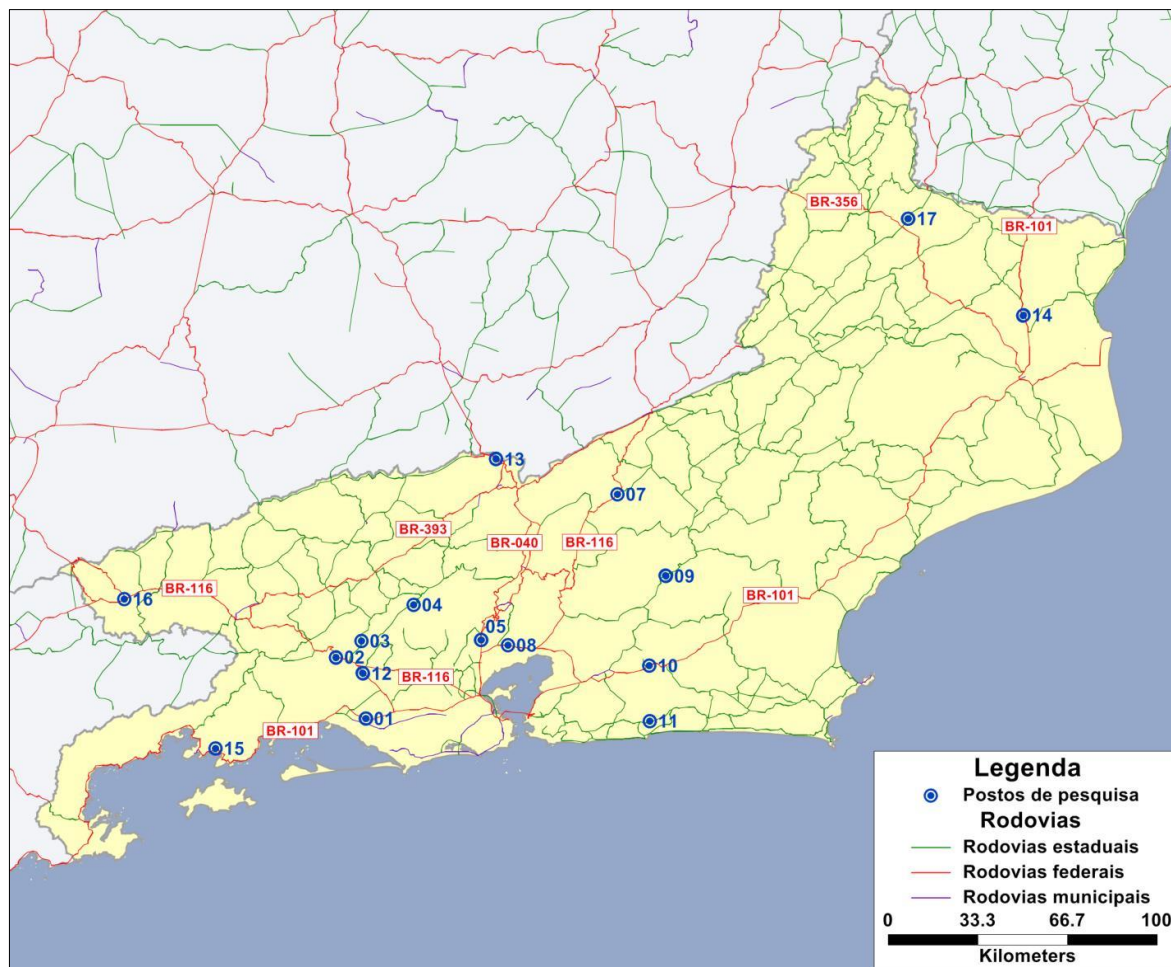 BR-356
17
BR-101
14
13
07
BR-393
BR-040
BR-116
09
BR-116
16
BR-101
04
05
03
08
02
12
BR-116
10
01
11
BR-101
15
Legenda
Postos de pesquisa
Rodovias
Rodovias estaduais
Rodovias federais
Rodovias municipais
0 33.3 66.7 100
Kilometers